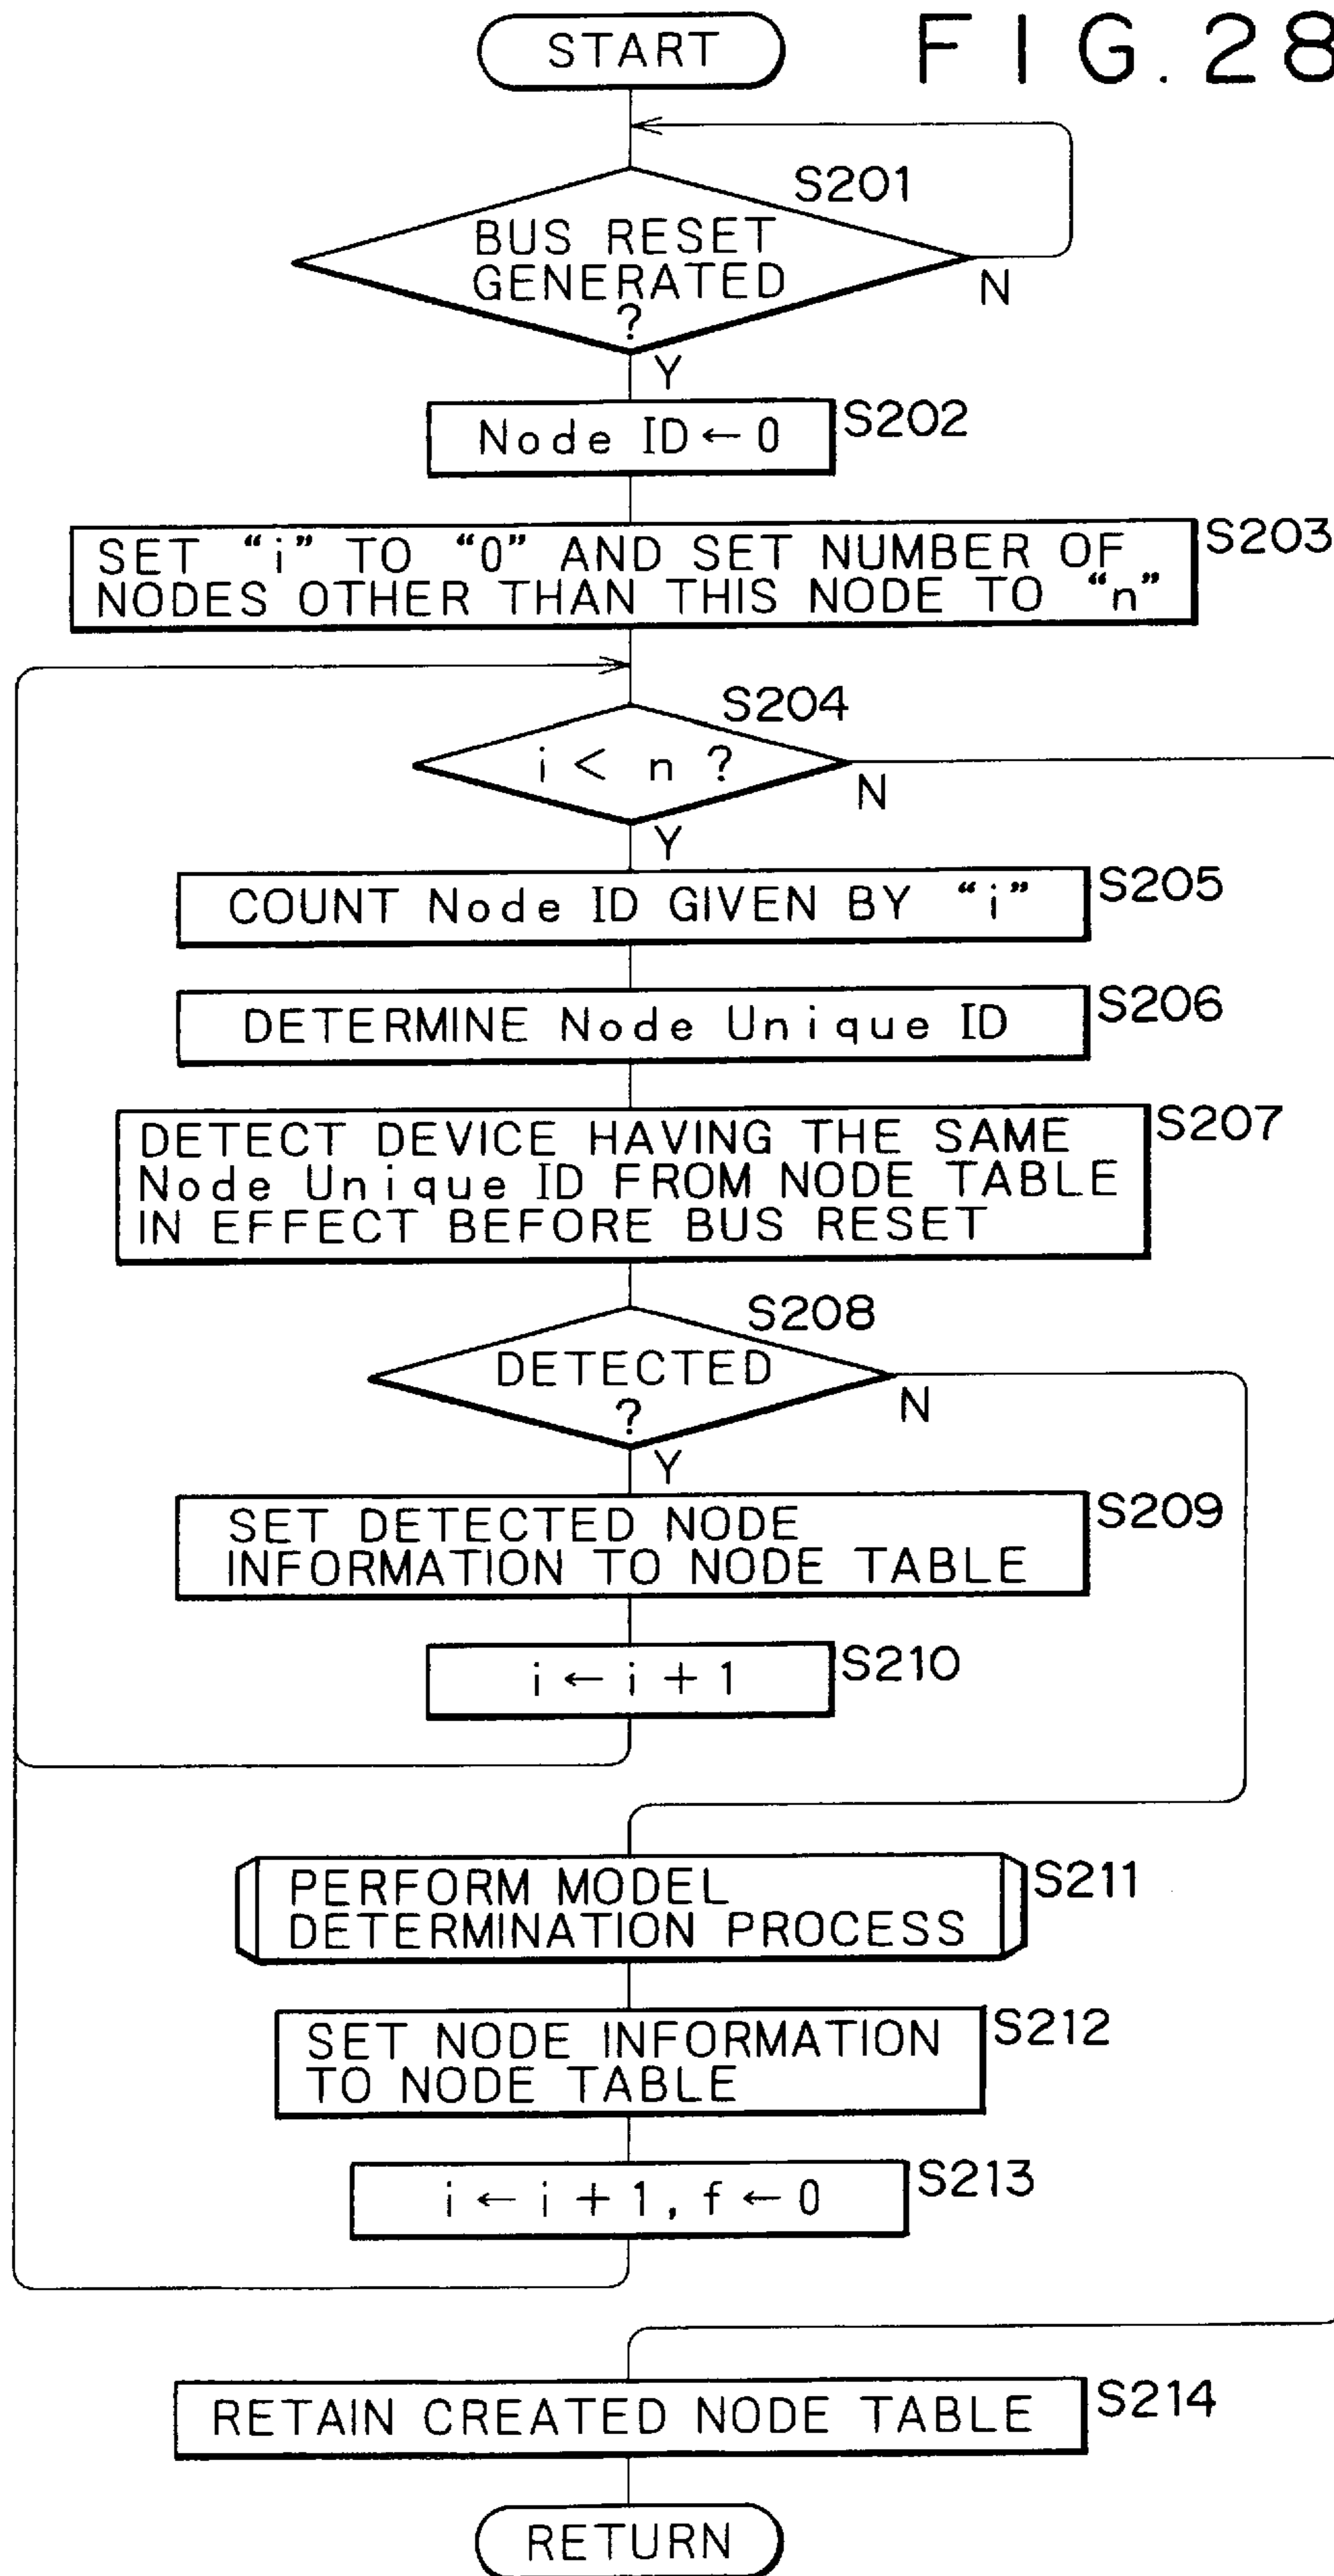 START
FIG. 28
S201
BUS RESET
GENERATED
?
N
Y
Node ID ← 0
S202
SET "i" TO "0" AND SET NUMBER OF
NODES OTHER THAN THIS NODE TO "n"
S203
S204
i < n ?
N
Y
COUNT Node ID GIVEN BY "i"
S205
DETERMINE Node Unique ID
S206
DETECT DEVICE HAVING THE SAME
Node Unique ID FROM NODE TABLE
IN EFFECT BEFORE BUS RESET
S207
S208
DETECTED
?
N
Y
SET DETECTED NODE
INFORMATION TO NODE TABLE
S209
i ← i + 1
S210
PERFORM MODEL
DETERMINATION PROCESS
S211
SET NODE INFORMATION
TO NODE TABLE
S212
i ← i + 1, f ← 0
S213
RETAIN CREATED NODE TABLE
S214
RETURN